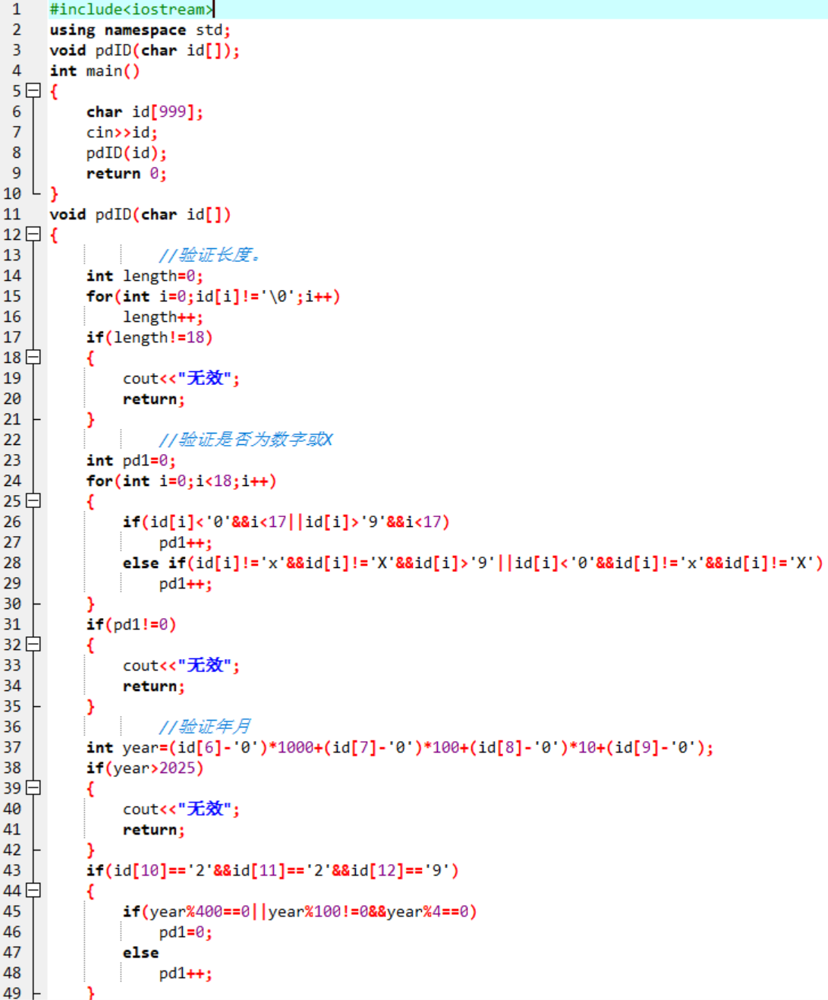 1 #include<iostream>
2 using namespace std;
3 void pdID(char id[]);
4 int main()
5 {
6 char id[999];
7 cin>>id;
8 pdID(id);
9 return 0;
10 }
11 void pdID(char id[])
12 {
13 //验证长度。
14 int length=0;
15 for(int i=0;id[i]!='\0';i++)
16 length++;
17 if(length!=18)
18 {
19 cout<<"无效";
20 return;
21 }
22 //验证是否为数字或X
23 int pd1=0;
24 for(int i=0;i<18;i++)
25 {
26 if(id[i]<'0'&&i<17||id[i]>'9'&&i<17)
27 pd1++;
28 else if(id[i]!='x'&&id[i]!='X'&&id[i]>'9'||id[i]<'0'&&id[i]!='x'&&id[i]!='X')
29 pd1++;
30 }
31 if(pd1!=0)
32 {
33 cout<<"无效";
34 return;
35 }
36 //验证年月
37 int year=(id[6]-'0')*1000+(id[7]-'0')*100+(id[8]-'0')*10+(id[9]-'0');
38 if(year>2025)
39 {
40 cout<<"无效";
41 return;
42 }
43 if(id[10]=='2'&&id[11]=='2'&&id[12]=='9')
44 {
45 if(year%400==0||year%100!=0&&year%4==0)
46 pd1=0;
47 else
48 pd1++;
49 }